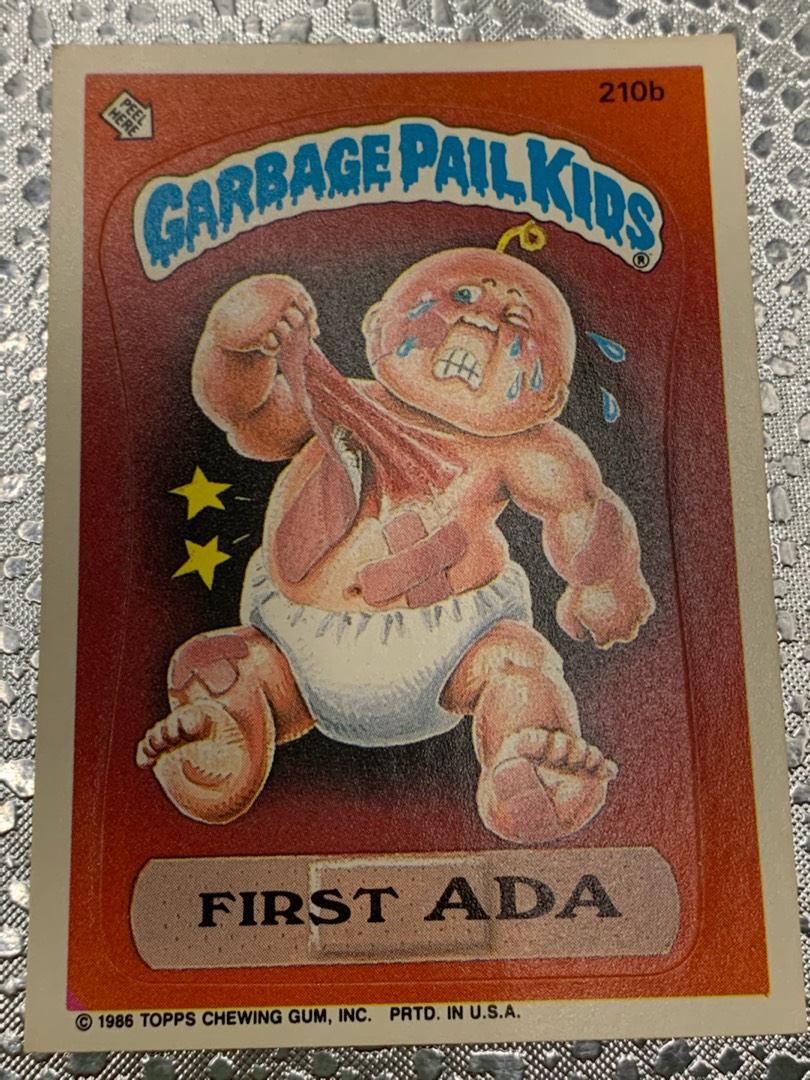 210b
PEEL
HERE
GARBAGE PAIL KIDS®
FIRST ADA
© 1986 TOPPS CHEWING GUM, INC. PRTD. IN U.S.A.